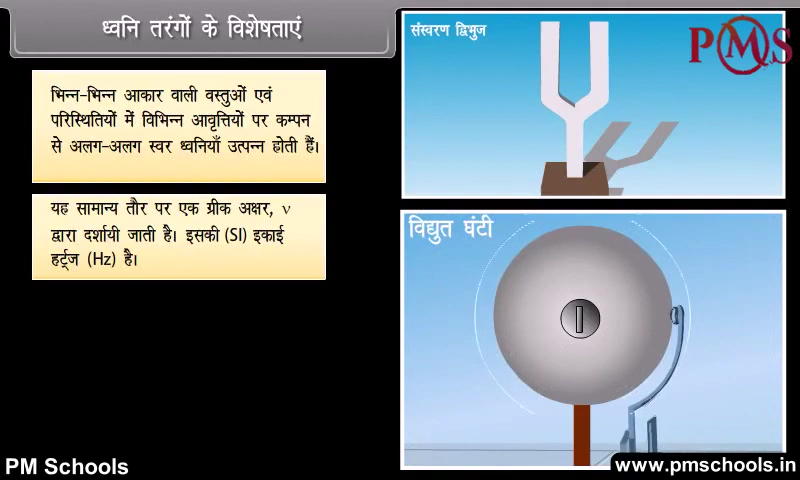 ध्वनि तरंगों के विशेषताएं
भिन्न-भिन्न आकार वाली वस्तुओं एवं
परिस्थितियों में विभिन्न आवृत्तियों पर कम्पन
से अलग-अलग स्वर ध्वनियाँ उत्पन्न होती हैं।
यह सामान्य तौर पर एक ग्रीक अक्षर, ν
द्वारा दर्शायी जाती है। इसकी (SI) इकाई
हर्ट्ज (Hz) है।
संस्वरण द्विभुज
PMS
विद्युत घंटी
PM Schools
www.pmschools.in